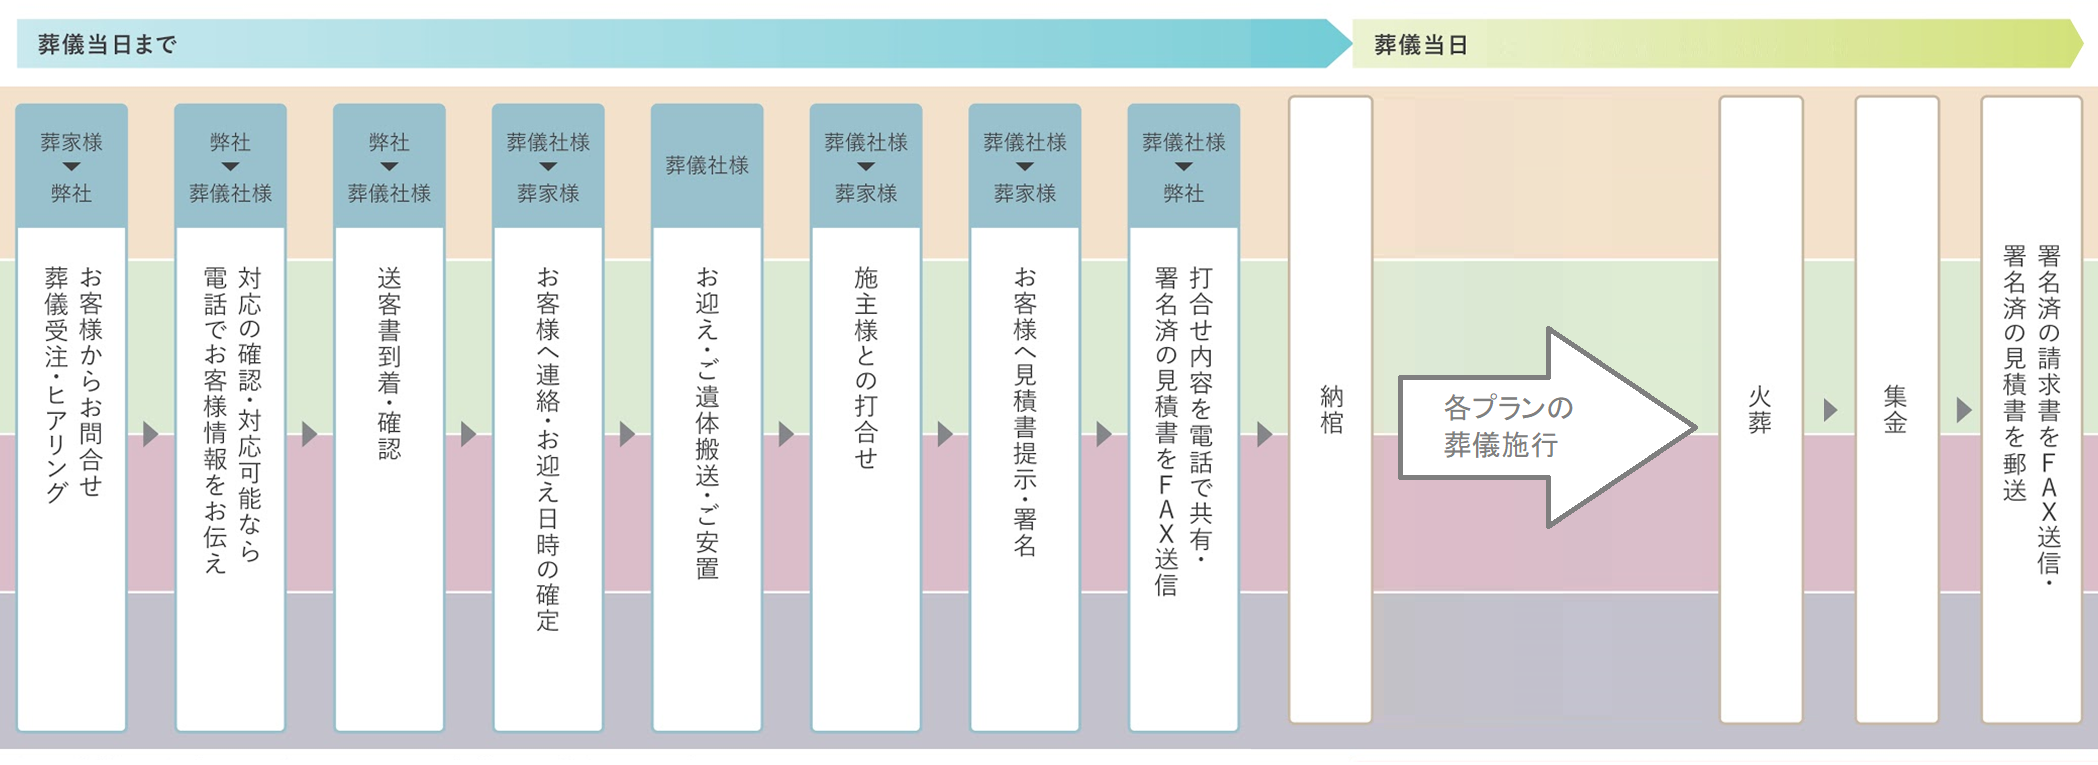 葬儀当日まで
葬儀当日
葬家様
弊社
お客様からお問合せ
葬儀受注・ヒアリング
弊社
葬儀社様
対応の確認・対応可能なら
電話でお客様情報をお伝え
弊社
葬儀社様
送客書到着・確認
葬儀社様
葬家様
お客様へ連絡・お迎え日時の確定
葬儀社様
お迎え・ご遺体搬送・ご安置
葬儀社様
葬家様
施主様との打合せ
葬儀社様
葬家様
お客様へ見積書提示・署名
葬儀社様
弊社
打合せ内容を電話で共有・
署名済の見積書をFAX送信
納棺
各プランの
葬儀施行
火葬
集金
署名済の請求書をFAX送信・
署名済の見積書を郵送